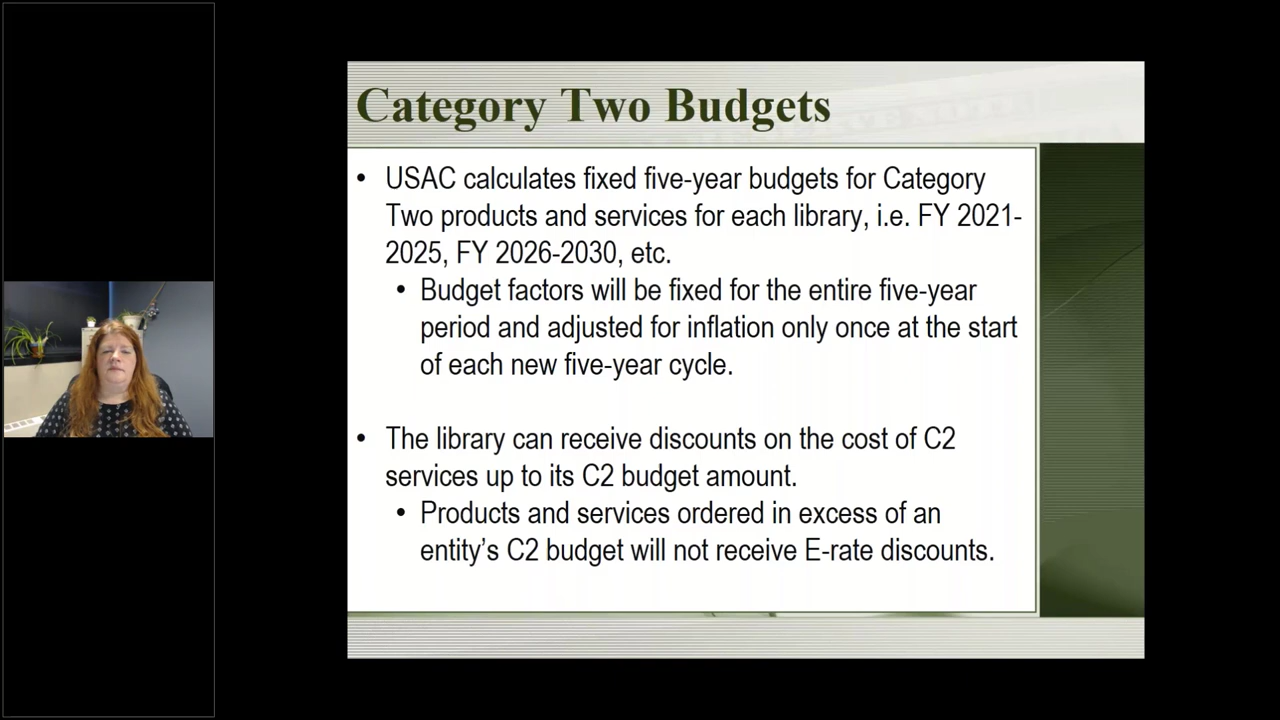 Category Two Budgets
• USAC calculates fixed five-year budgets for Category
Two products and services for each library, i.e. FY 2021-
2025, FY 2026-2030, etc.
• Budget factors will be fixed for the entire five-year
period and adjusted for inflation only once at the start
of each new five-year cycle.
• The library can receive discounts on the cost of C2
services up to its C2 budget amount.
• Products and services ordered in excess of an
entity's C2 budget will not receive E-rate discounts.